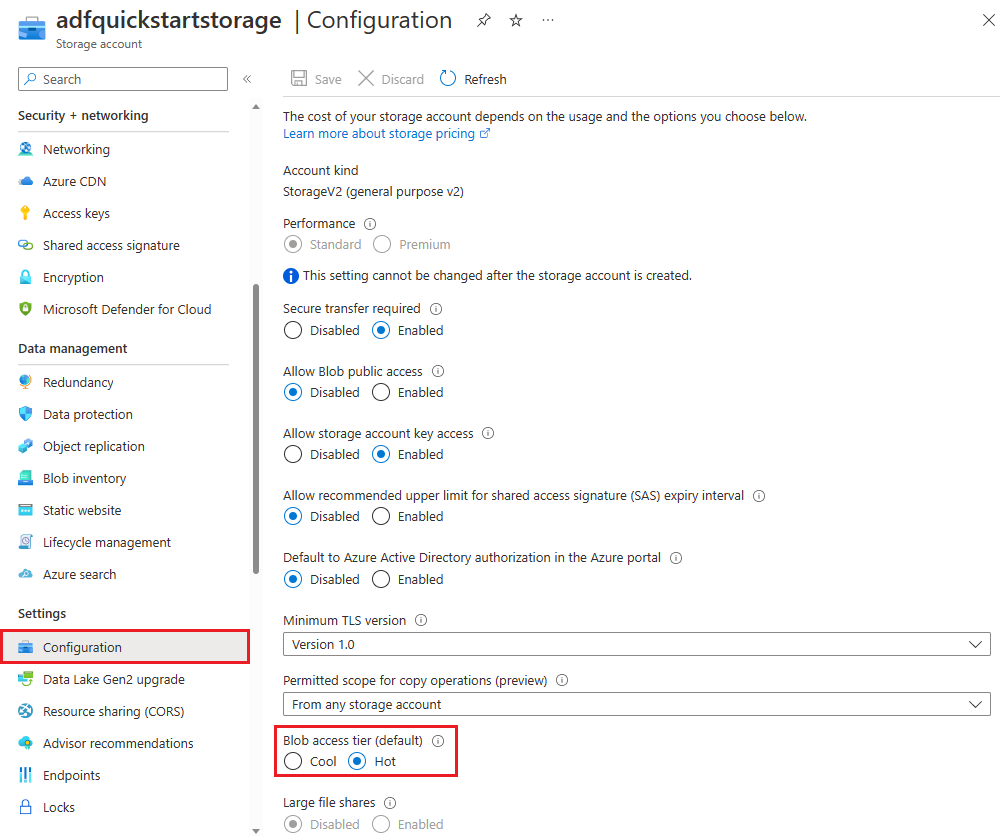 adfquickstartstorage | Configuration ...
Storage account
Search
«
Security + networking
Networking
Azure CDN
Access keys
Shared access signature
Encryption
Microsoft Defender for Cloud
Data management
Redundancy
Data protection
Object replication
Blob inventory
Static website
Lifecycle management
Azure search
Settings
Configuration
Data Lake Gen2 upgrade
Resource sharing (CORS)
Advisor recommendations
Endpoints
Locks
Save Discard Refresh
The cost of your storage account depends on the usage and the options you choose below.
Learn more about storage pricing
Account kind
StorageV2 (general purpose v2)
Performance
Standard Premium
This setting cannot be changed after the storage account is created.
Secure transfer required
Disabled Enabled
Allow Blob public access
Disabled Enabled
Allow storage account key access
Disabled Enabled
Allow recommended upper limit for shared access signature (SAS) expiry interval
Disabled Enabled
Default to Azure Active Directory authorization in the Azure portal
Disabled Enabled
Minimum TLS version
Version 1.0
Permitted scope for copy operations (preview)
From any storage account
Blob access tier (default)
Cool Hot
Large file shares
Disabled Enabled